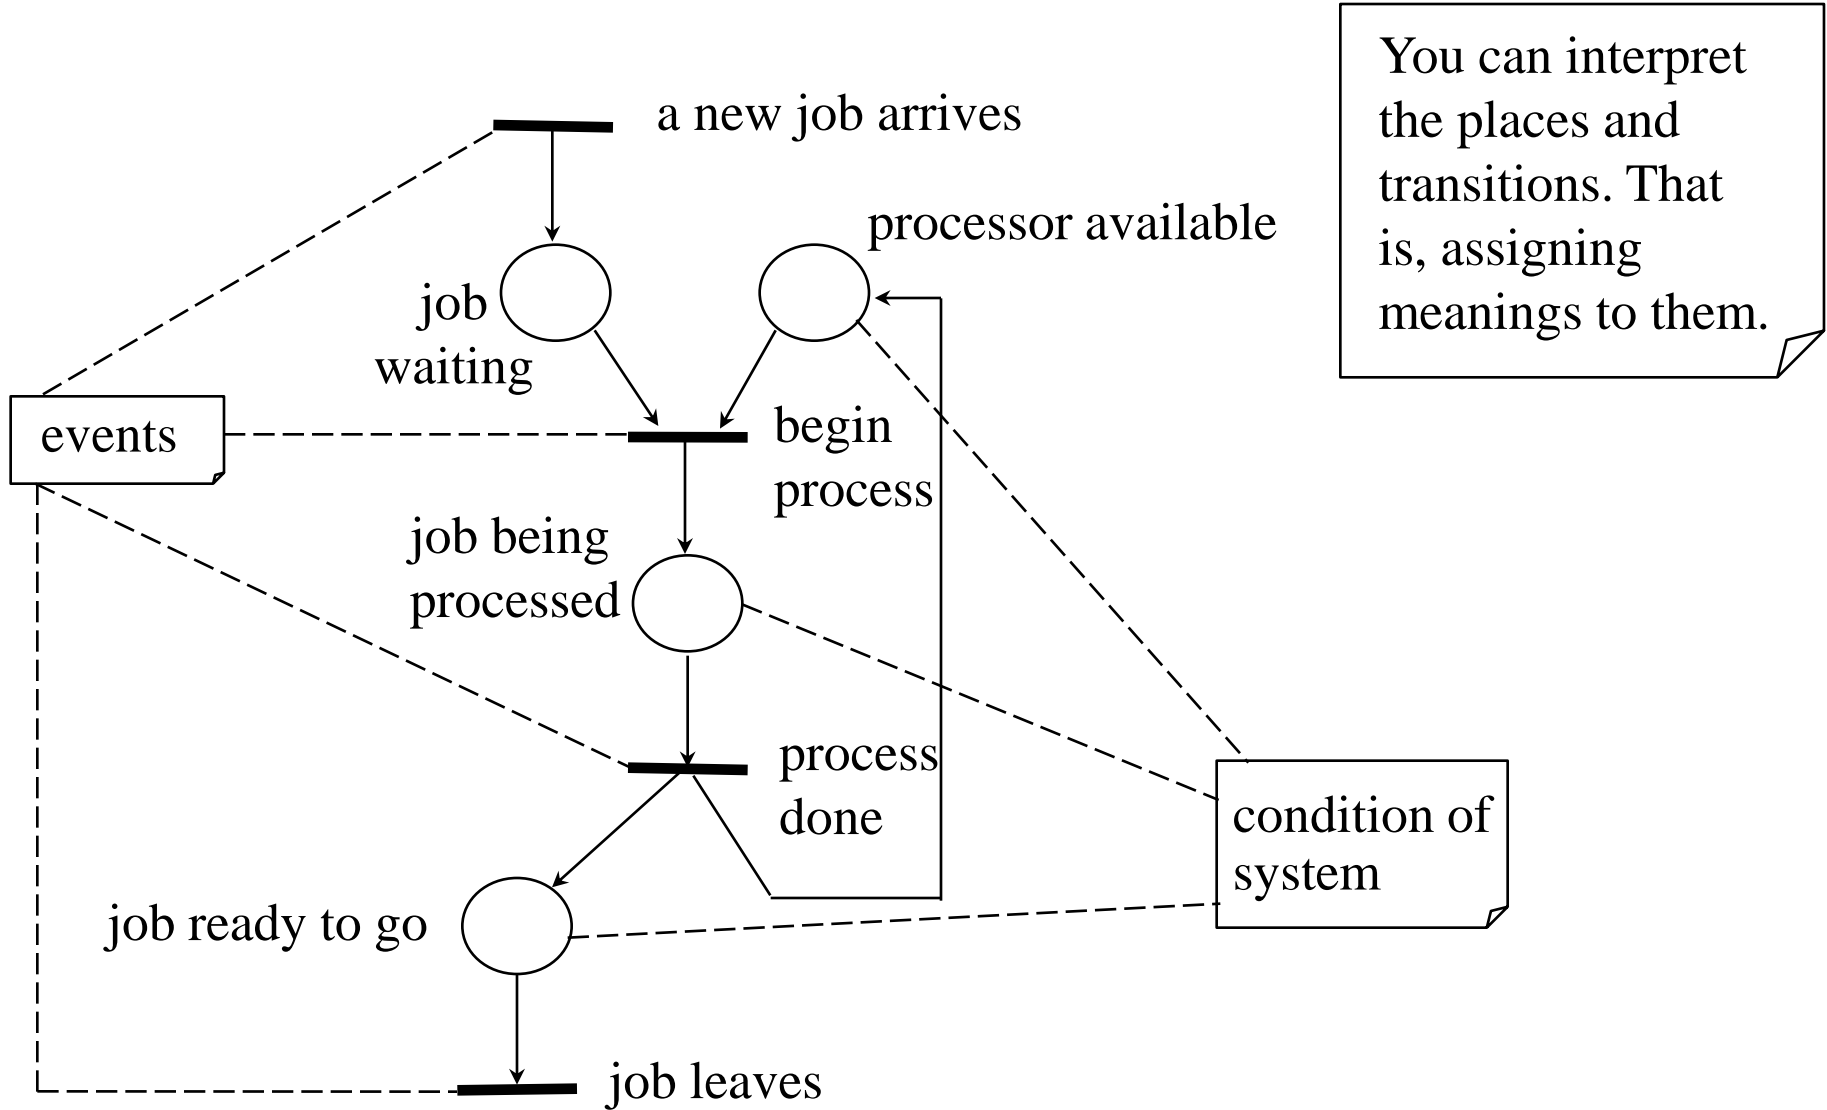 You can interpret
the places and
transitions. That
is, assigning
meanings to them.
a new job arrives
processor available
job
waiting
events
begin
process
job being
processed
process
done
condition of
system
job ready to go
job leaves